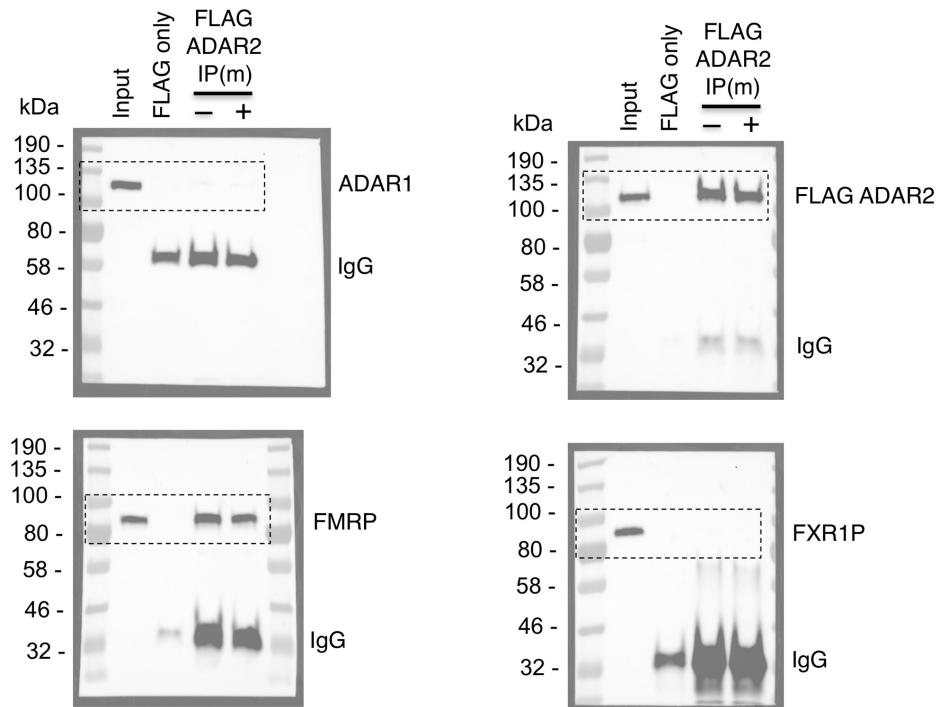 FLAG
ADAR2
IP(m)
Input
FLAG only
kDa
– +
190 -
135 -
100 -
80 -
58 -
46 -
32 -
ADAR1
IgG
FLAG
ADAR2
IP(m)
Input
FLAG only
kDa
– +
190 -
135 -
100 -
80 -
58 -
46 -
32 -
FLAG ADAR2
IgG
190 -
135 -
100 -
80 -
58 -
46 -
32 -
FMRP
IgG
190 -
135 -
100 -
80 -
58 -
46 -
32 -
FXR1P
IgG